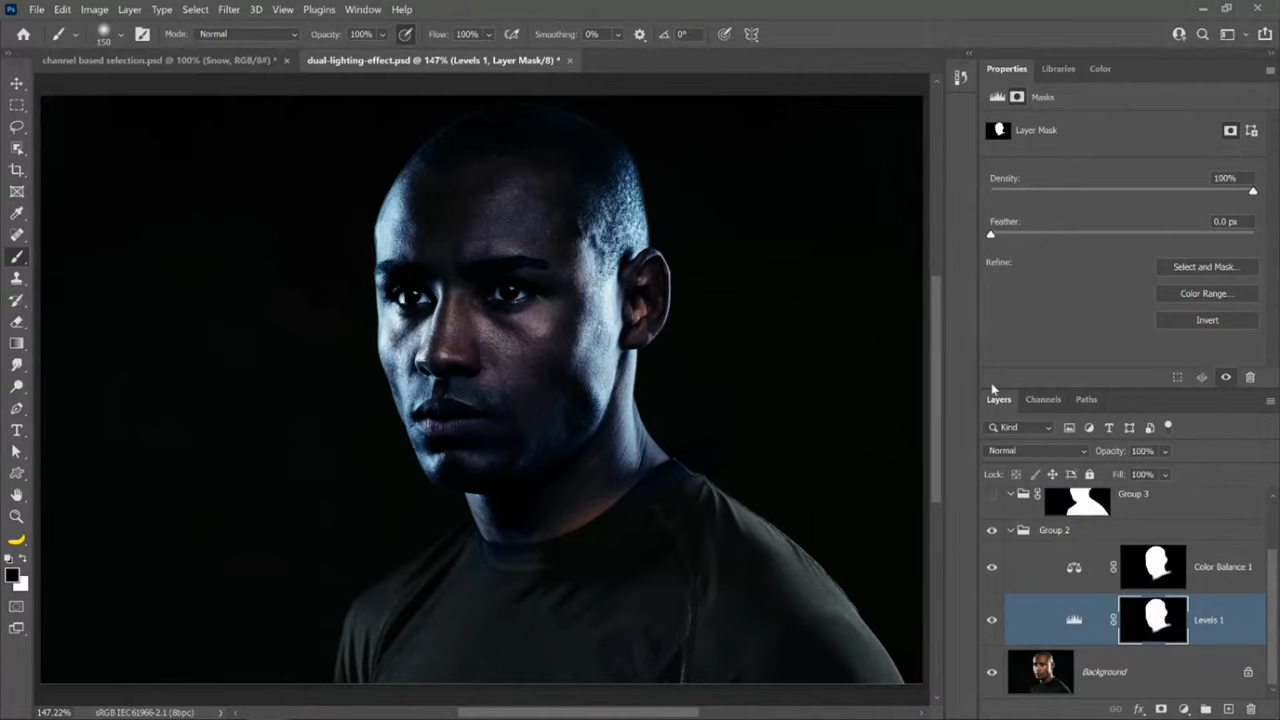 Ps File Edit Image Layer Type Select Filter 3D View Plugins Window Help
150 Mode: Normal Opacity: 100% Flow: 100% Smoothing: 0% 0°
channel based selection.psd @ 100% (Snow, RGB/8#) * × dual-lighting-effect.psd @ 147% (Levels 1, Layer Mask/8) * ×
Properties Libraries Color
Masks
Layer Mask
Density: 100%
Feather: 0.0 px
Refine: Select and Mask...
Color Range...
Invert
Layers Channels Paths
Kind
Normal Opacity: 100%
Lock: Fill: 100%
Group 3
Group 2
Color Balance 1
Levels 1
Background
147.22% sRGB IEC61966-2.1 (8bpc)